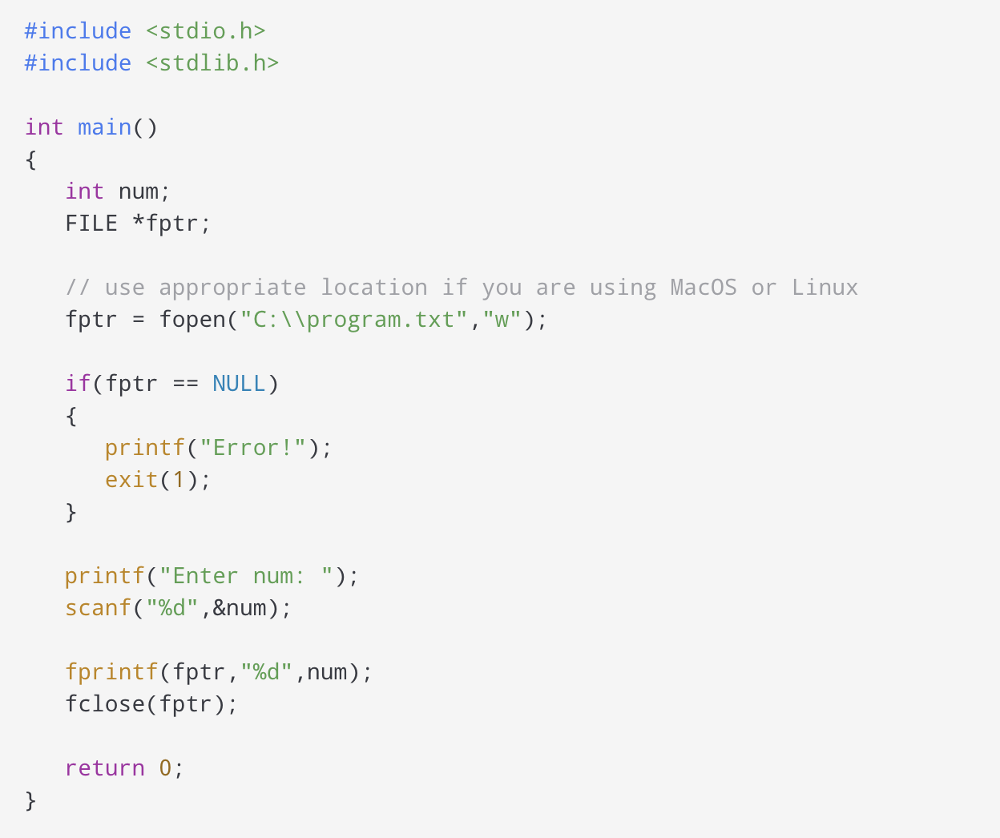 #include <stdio.h>
#include <stdlib.h>

int main()
{
   int num;
   FILE *fptr;

   // use appropriate location if you are using MacOS or Linux
   fptr = fopen("C:\\program.txt","w");

   if(fptr == NULL)
   {
      printf("Error!");
      exit(1);
   }

   printf("Enter num: ");
   scanf("%d",&num);

   fprintf(fptr,"%d",num);
   fclose(fptr);

   return 0;
}